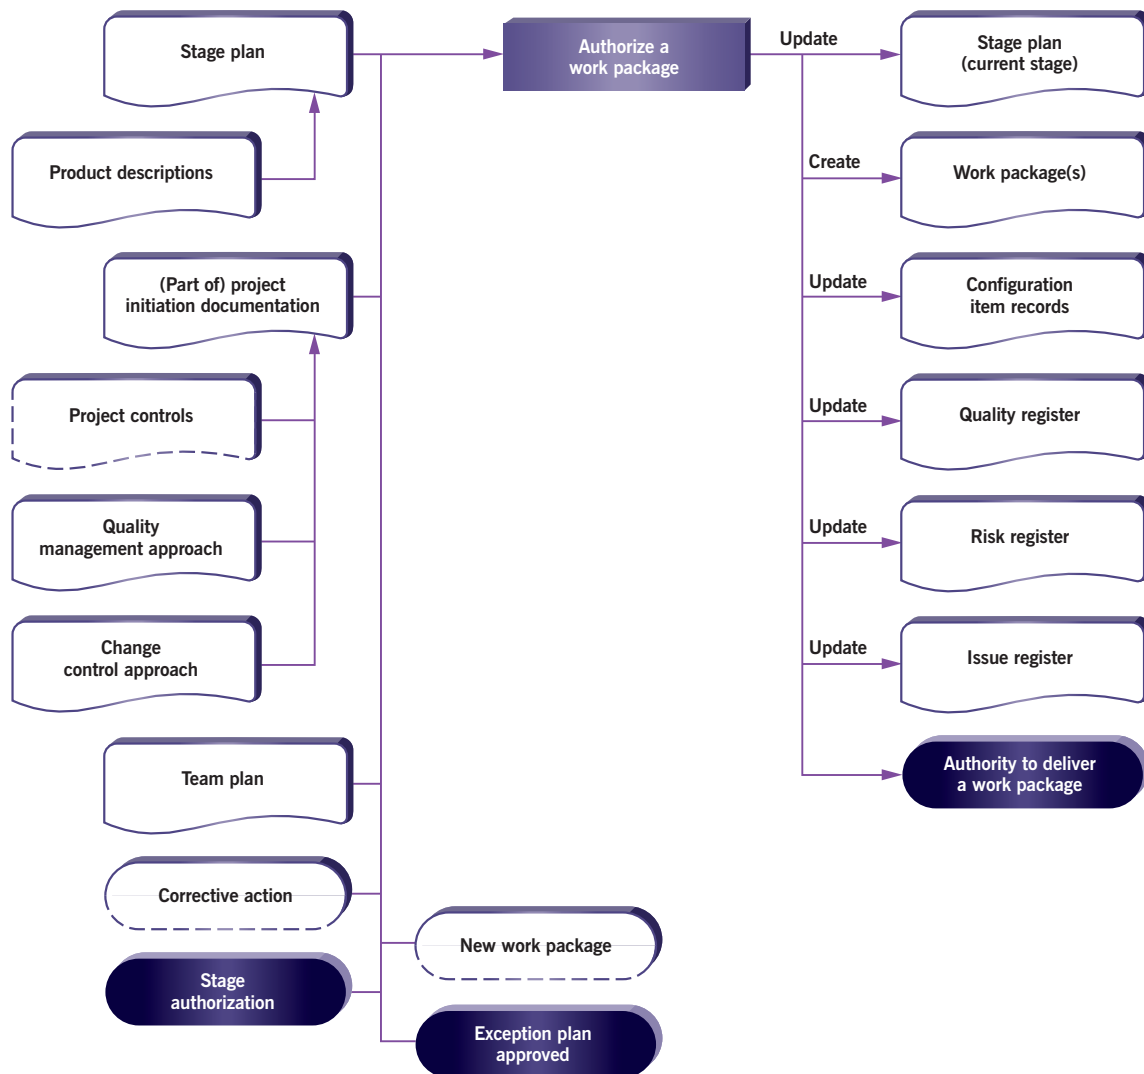 Stage plan
Product descriptions
(Part of) project
initiation documentation
Project controls
Quality
management approach
Change
control approach
Team plan
Corrective action
Stage
authorization
New work package
Exception plan
approved
Authorize a
work package
Update
Stage plan
(current stage)
Create
Work package(s)
Update
Configuration
item records
Update
Quality register
Update
Risk register
Update
Issue register
Authority to deliver
a work package